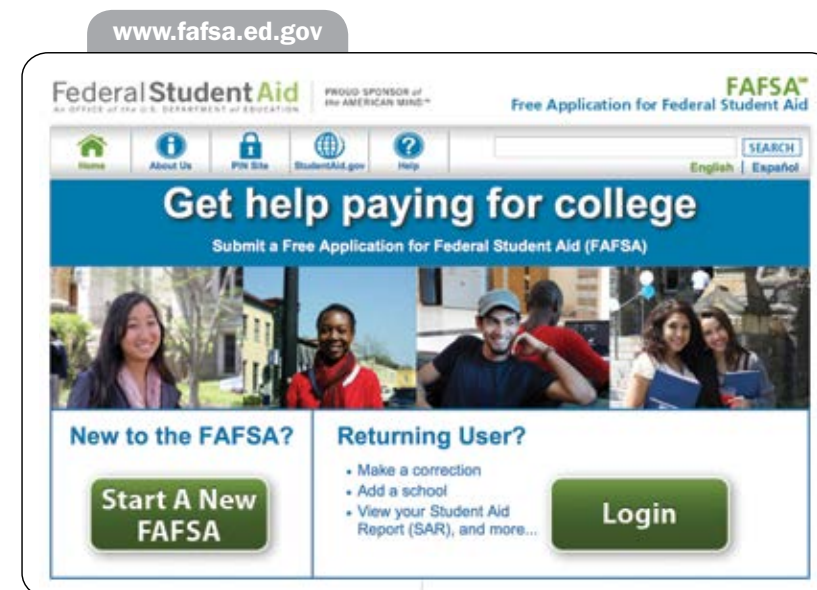 www.fafsa.ed.gov
Federal Student Aid
An OFFICE of the U.S. DEPARTMENT of EDUCATION
PROUD SPONSOR of
the AMERICAN MIND™
FAFSA℠
Free Application for Federal Student Aid
Home
About Us
PIN Site
StudentAid.gov
Help
SEARCH
English | Español
Get help paying for college
Submit a Free Application for Federal Student Aid (FAFSA)
New to the FAFSA?
Start A New
FAFSA
Returning User?
• Make a correction
• Add a school
• View your Student Aid
Report (SAR), and more...
Login